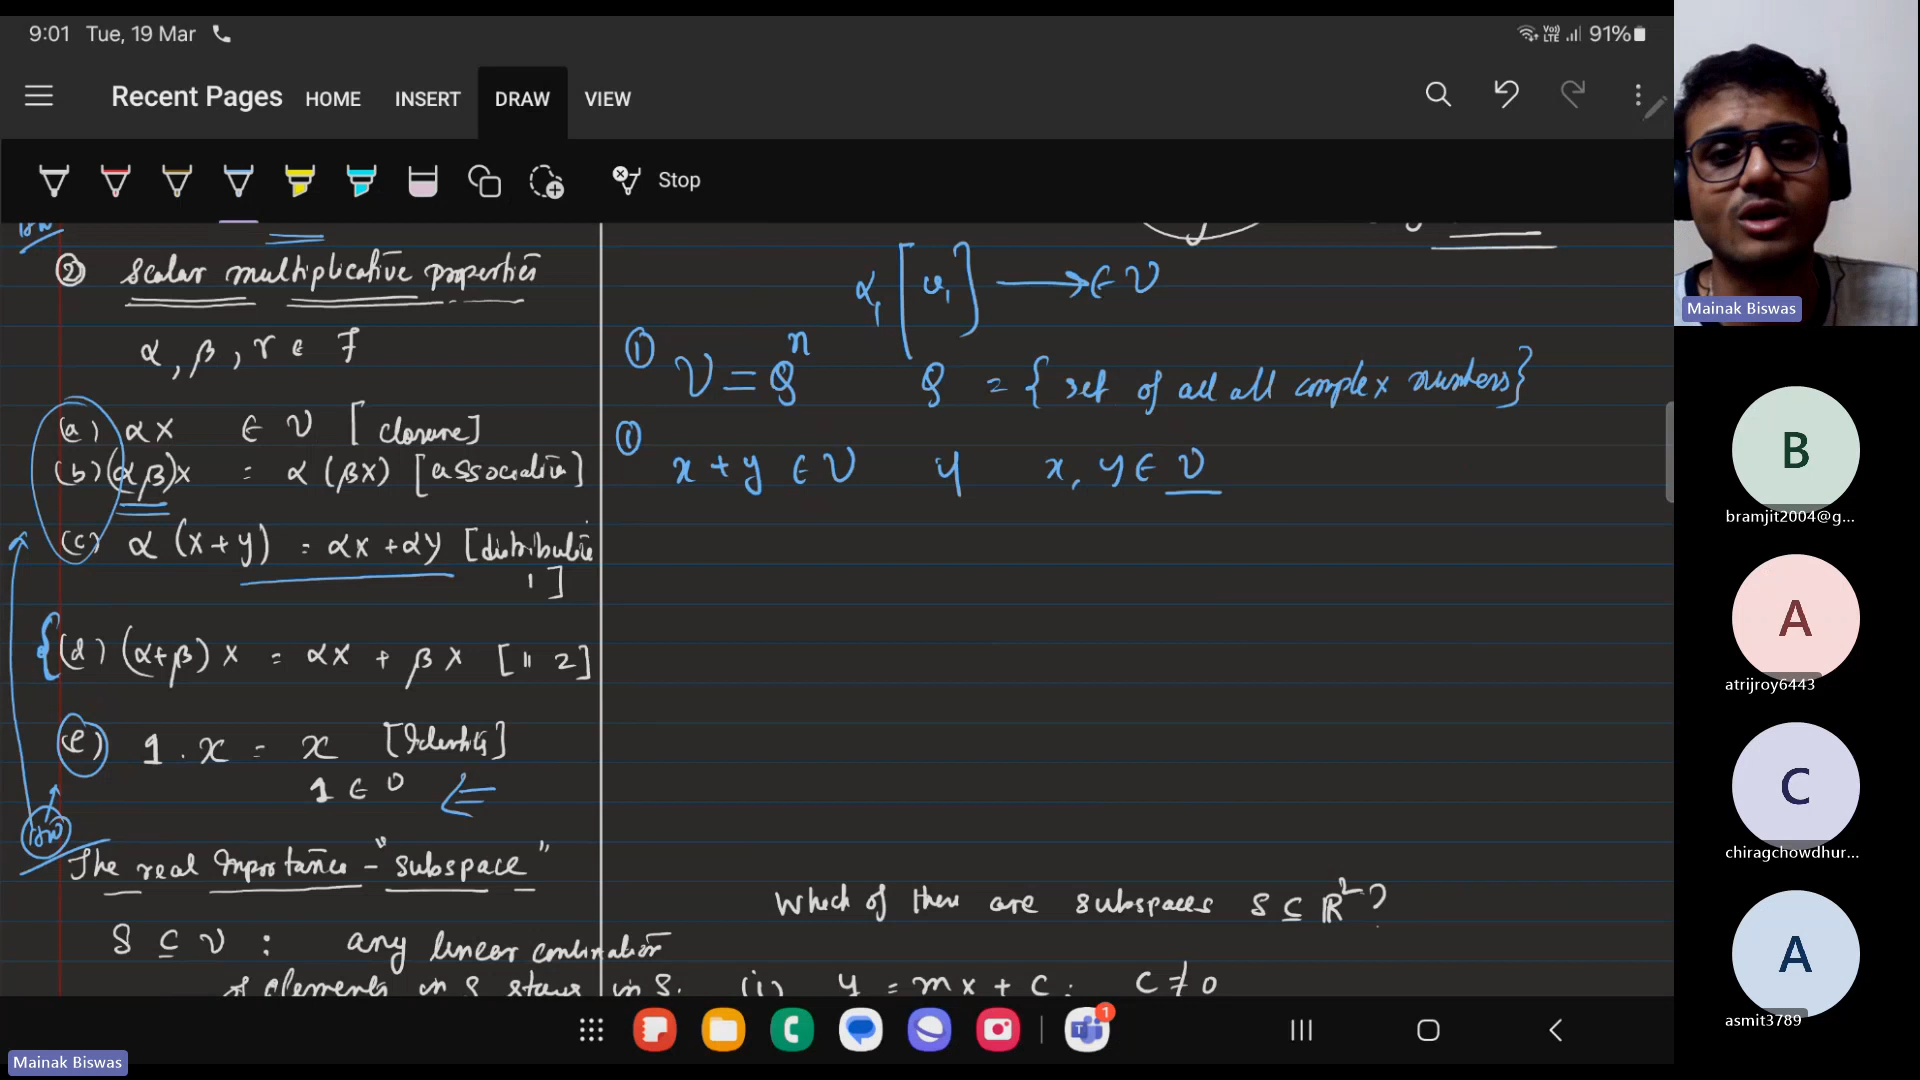 9:01 Tue, 19 Mar
91%
Recent Pages HOME INSERT DRAW VIEW
Stop
② Scalar multiplicative properties
α, β, r ∈ F
(a) αx ∈ V [closure]
(b) (αβ)x = α(βx) [associative]
(c) α(x+y) = αx + αy [distributive
1]
(d) (α+β)x = αx + βx [" 2]
(e) 1 . x = x [Identity]
1 ∈ V
HW
The real Importance - "subspace"
S ⊆ V : any linear combination
of elements in S stays in S.
α₁ [v₁] → ∈ V
① V = C^n C = { set of all all complex numbers}
① x + y ∈ V if x, y ∈ V
Which of these are subspaces S ⊆ R²?
(i) y = mx + c ; c ≠ 0
Mainak Biswas
B
bramjit2004@g...
A
atrijroy6443
C
chiragchowdhur...
A
asmit3789
1
Mainak Biswas